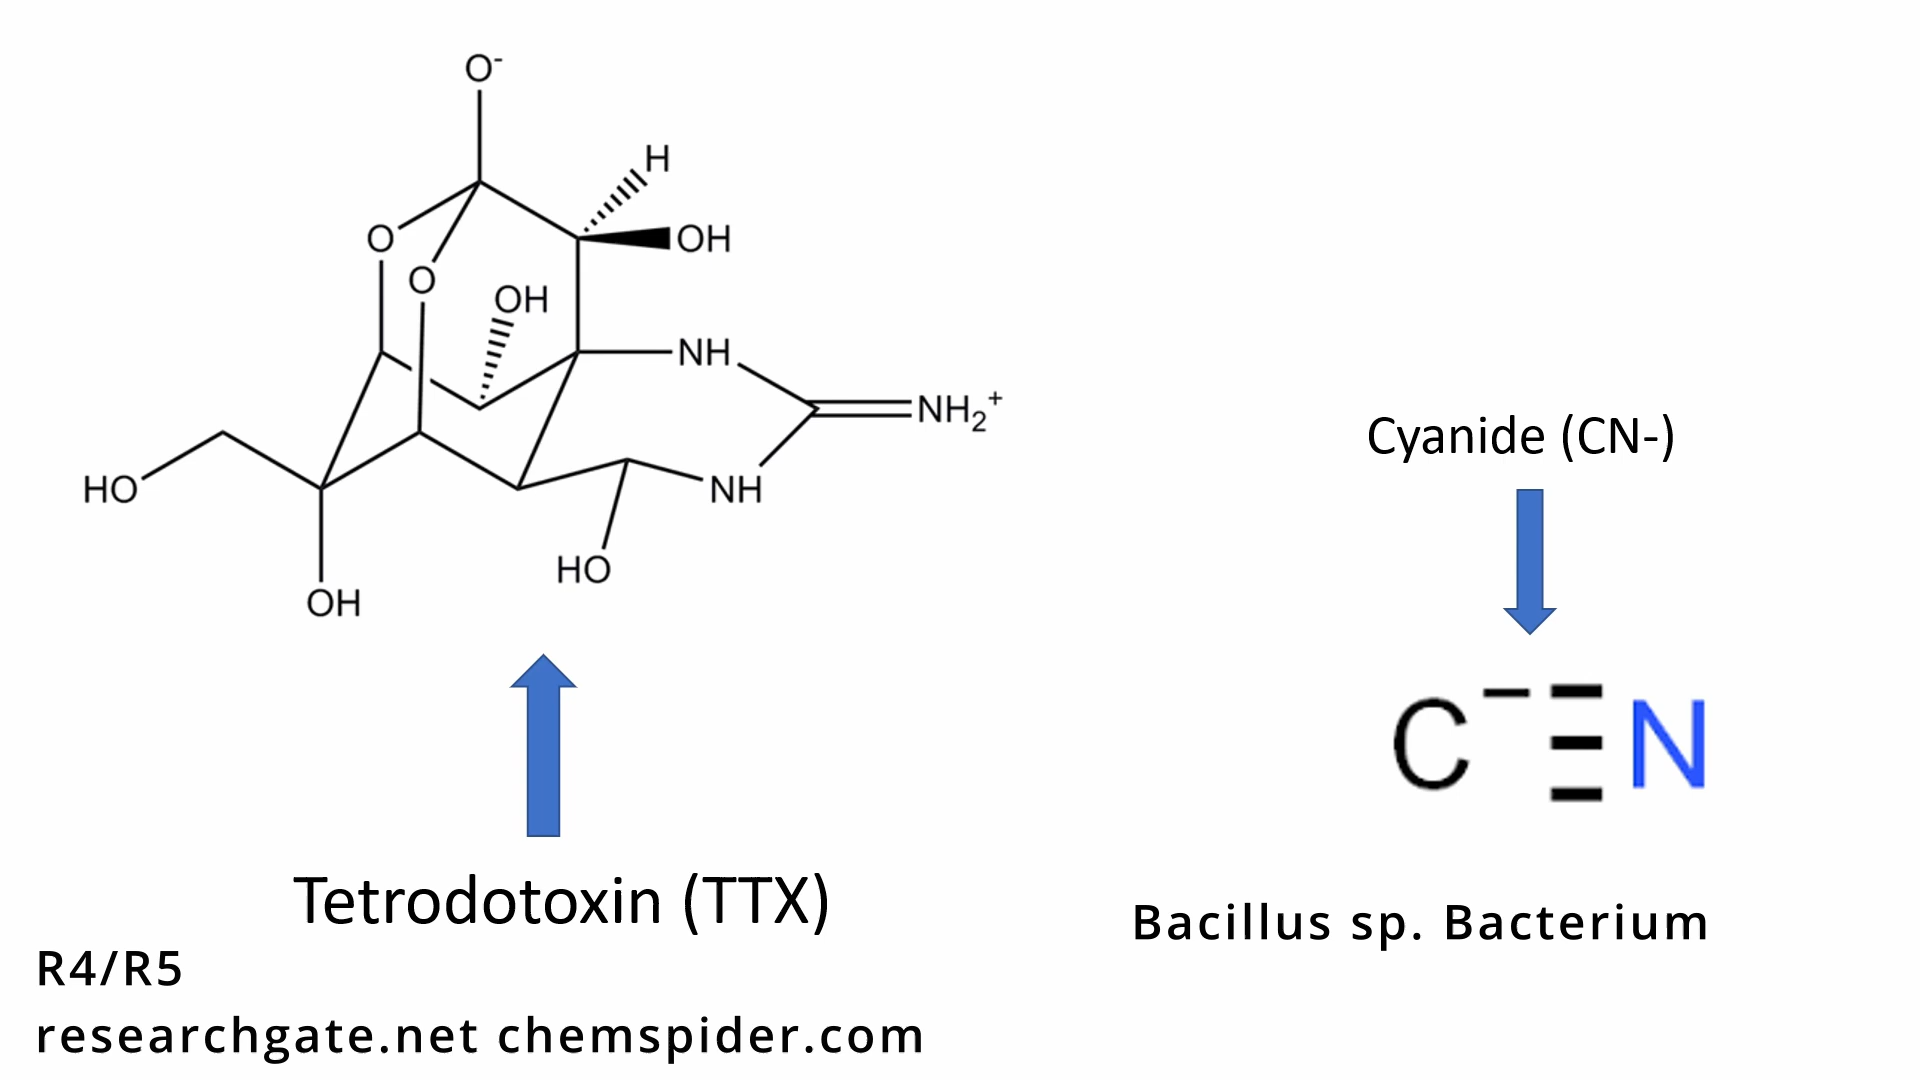 O-
H
O
OH
O
OH
NH
NH2+
HO
NH
HO
OH
Cyanide (CN-)
C- N
Tetrodotoxin (TTX)
Bacillus sp. Bacterium
R4/R5
researchgate.net chemspider.com